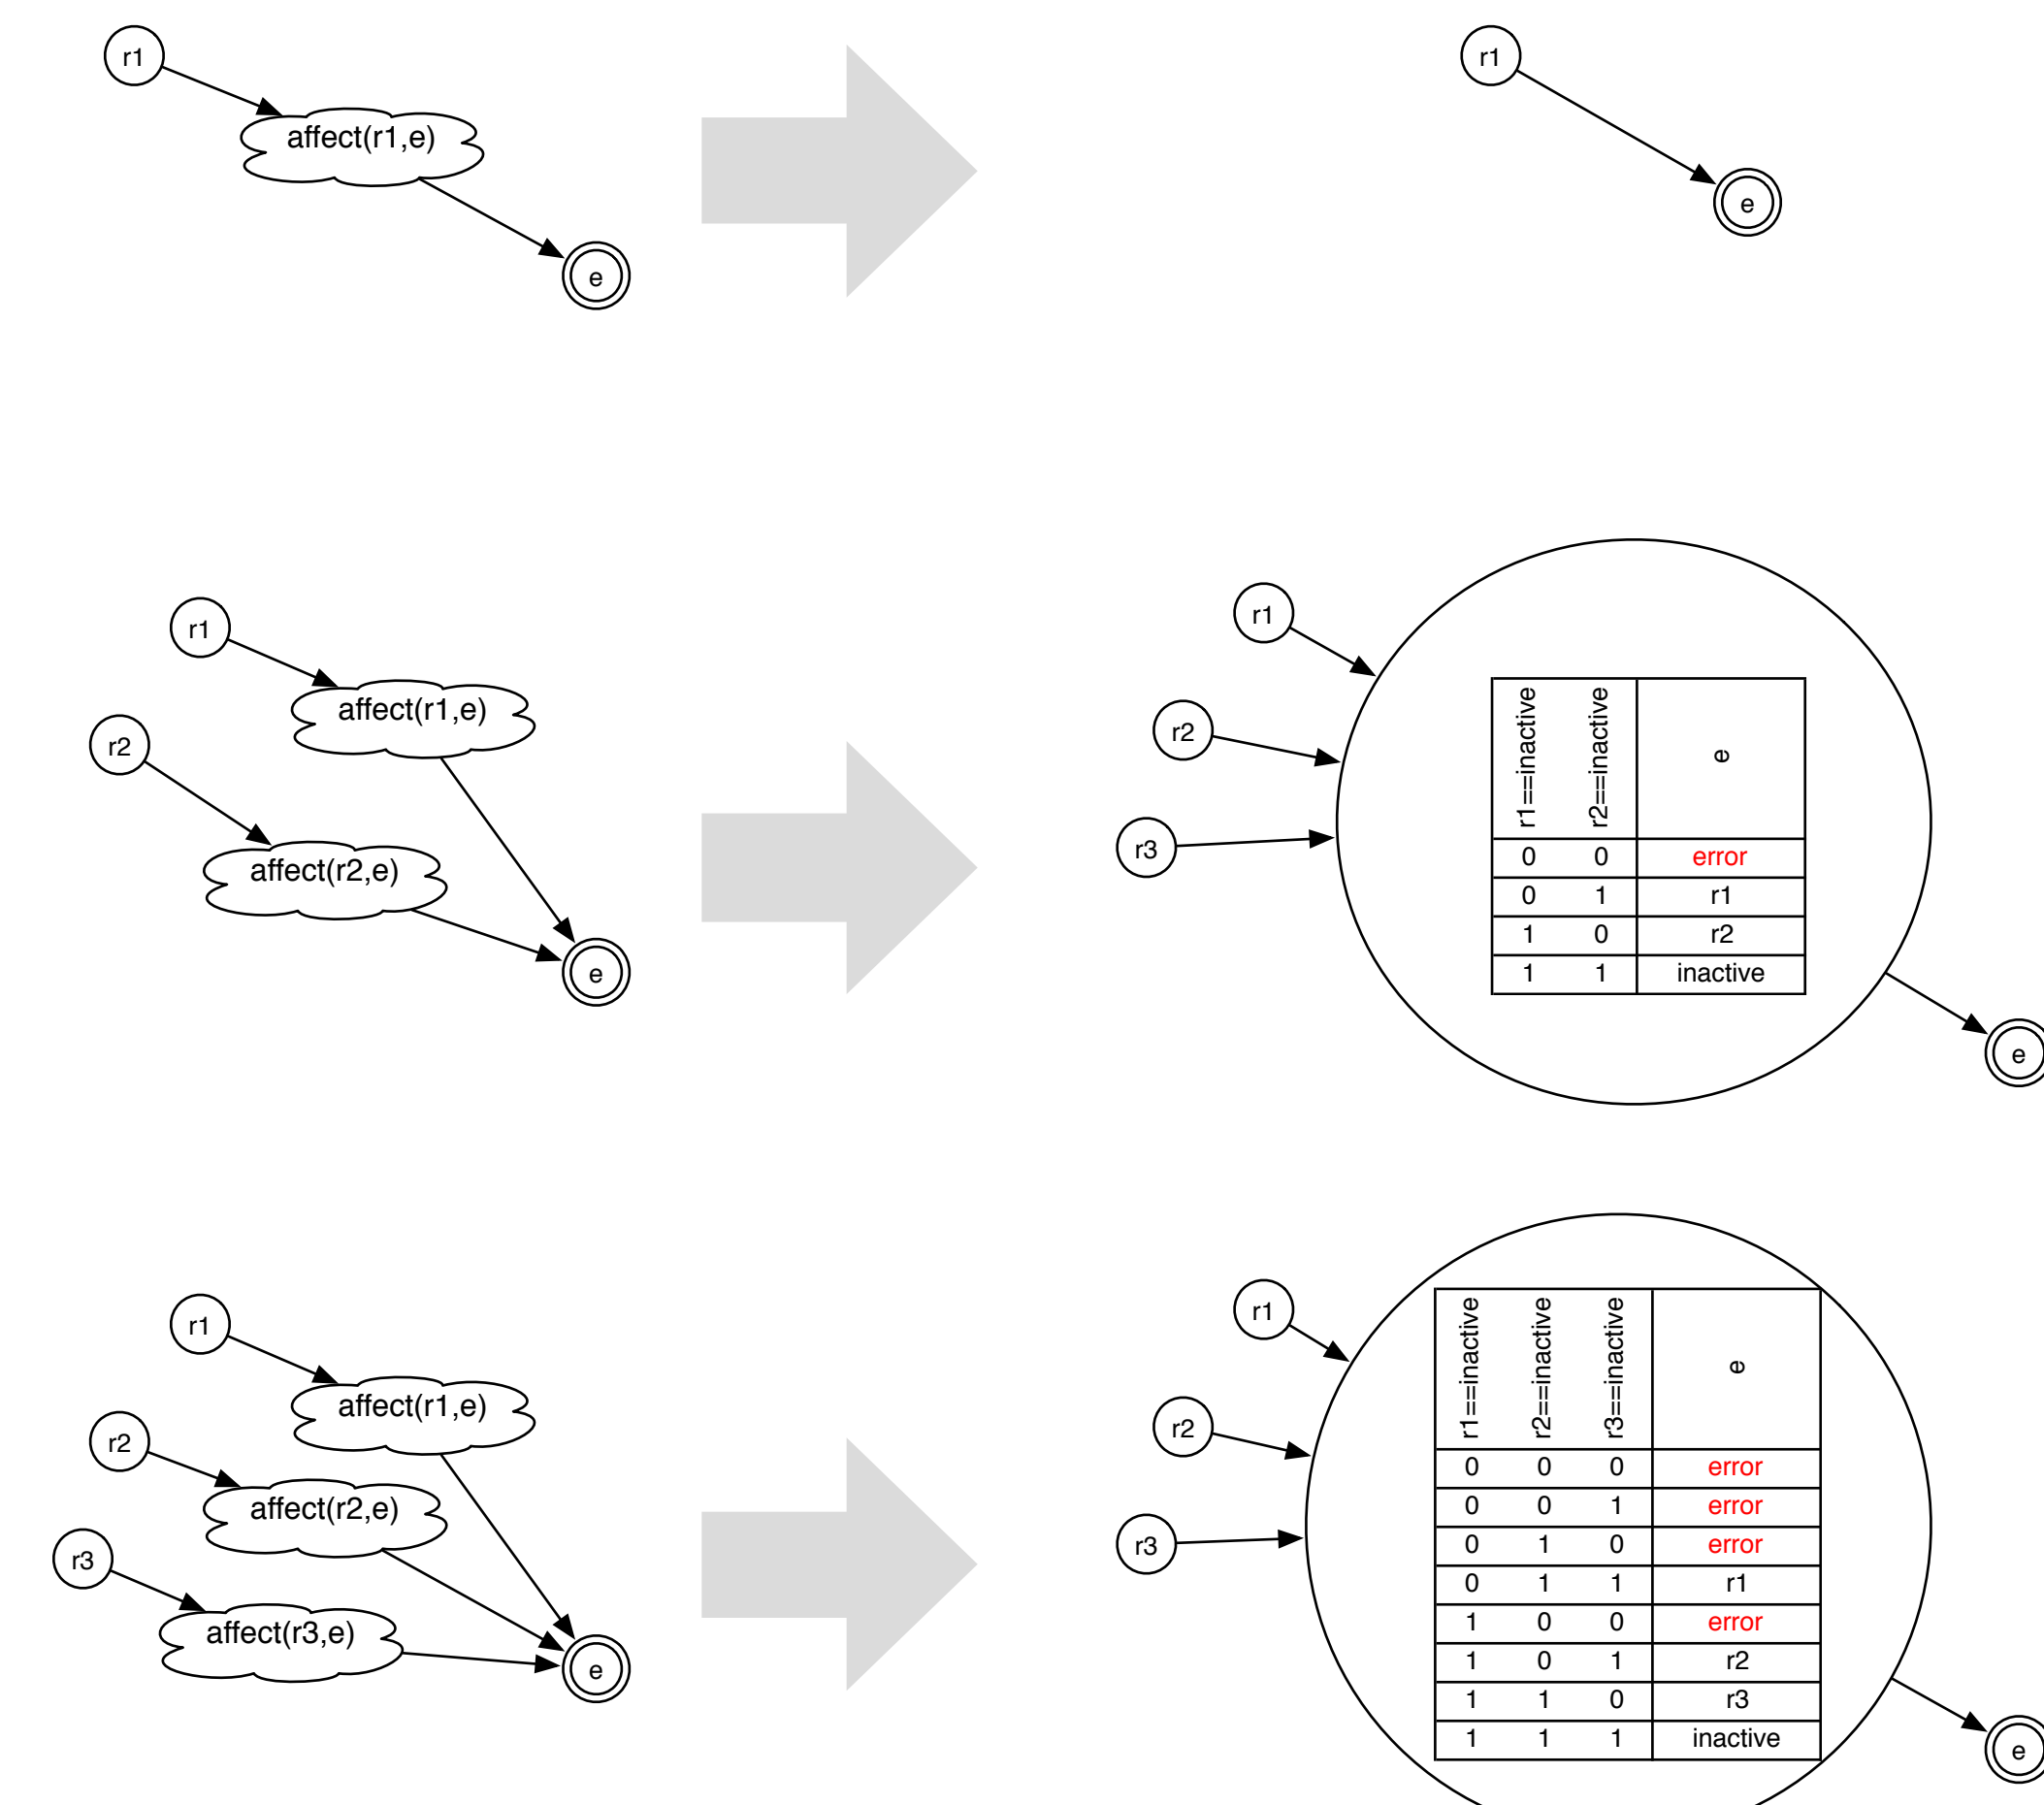 r1
affect(r1,e)
e
r1
e
r1
affect(r1,e)
r2
affect(r2,e)
e
r1
r2
r3
r1==inactive r2==inactive e
0 0 error
0 1 r1
1 0 r2
1 1 inactive
e
r1
affect(r1,e)
r2
affect(r2,e)
r3
affect(r3,e)
e
r1
r2
r3
r1==inactive r2==inactive r3==inactive e
0 0 0 error
0 0 1 error
0 1 0 error
0 1 1 r1
1 0 0 error
1 0 1 r2
1 1 0 r3
1 1 1 inactive
e